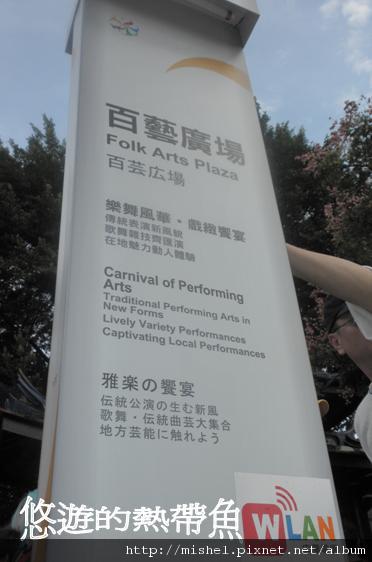 百藝廣場
Folk Arts Plaza
百芸広場
樂舞風華・戲緻饗宴
傳統表演新風貌
歌舞雜技齊匯演
在地魅力動人體驗
Carnival of Performing
Arts
Traditional Performing Arts in
New Forms
Lively Variety Performances
Captivating Local Performances
雅楽の饗宴
伝統公演の生む新風
歌舞・伝統曲芸大集合
地方芸能に触れよう
WLAN
悠遊的熱帶魚
http://mishel.pixnet.net/album